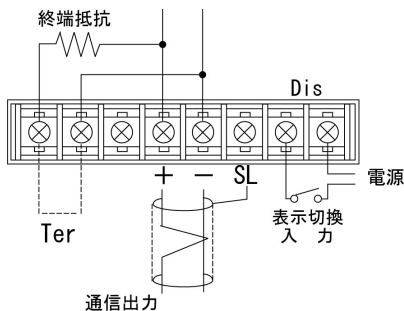 終端抵抗
Dis
+ − SL
電源
表示切換
入 力
Ter
通信出力